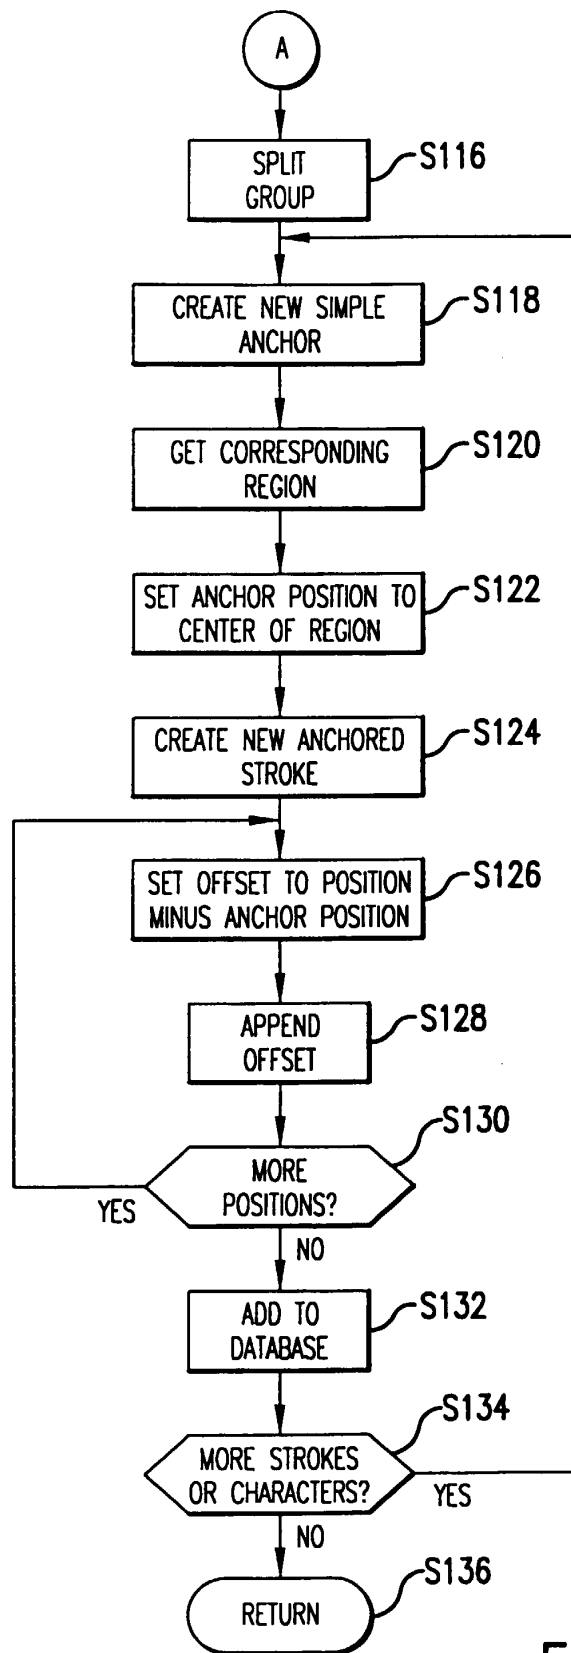 A
SPLIT
GROUP
S116
CREATE NEW SIMPLE
ANCHOR
S118
GET CORRESPONDING
REGION
S120
SET ANCHOR POSITION TO
CENTER OF REGION
S122
CREATE NEW ANCHORED
STROKE
S124
SET OFFSET TO POSITION
MINUS ANCHOR POSITION
S126
APPEND
OFFSET
S128
MORE
POSITIONS?
S130
YES
NO
ADD TO
DATABASE
S132
MORE STROKES
OR CHARACTERS?
S134
YES
NO
RETURN
S136